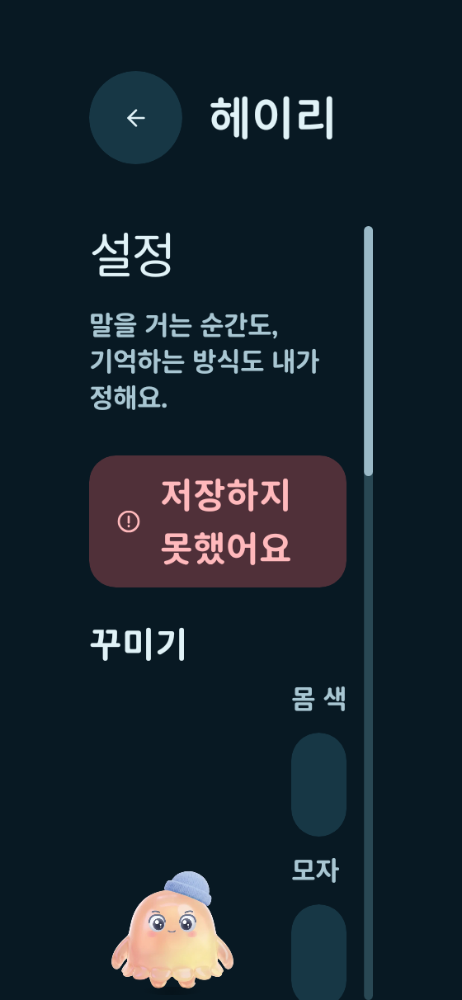 헤이리
설정
말을 거는 순간도,
기억하는 방식도 내가
정해요.
저장하지
못했어요
꾸미기
몸 색
모자